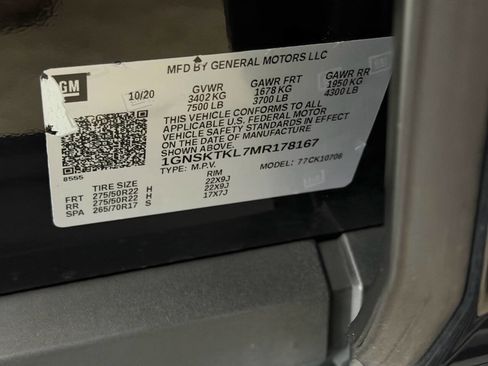 MFD BY GENERAL MOTORS LLC
GM 10/20 GVWR GAWR FRT GAWR RR
3402 KG 1678 KG 1950 KG
7500 LB 3700 LB 4300 LB
THIS VEHICLE CONFORMS TO ALL
APPLICABLE U.S. FEDERAL MOTOR
VEHICLE SAFETY STANDARDS IN EFFECT
ON THE DATE OF MANUFACTURE
SHOWN ABOVE.
1GNSKTKL7MR178167
8555 TYPE: M.P.V. 77CK10706
TIRE SIZE RIM
FRT 275/50R22 H 22X9J
RR 275/50R22 H 22X9J
SPA 265/70R17 S 17X7J